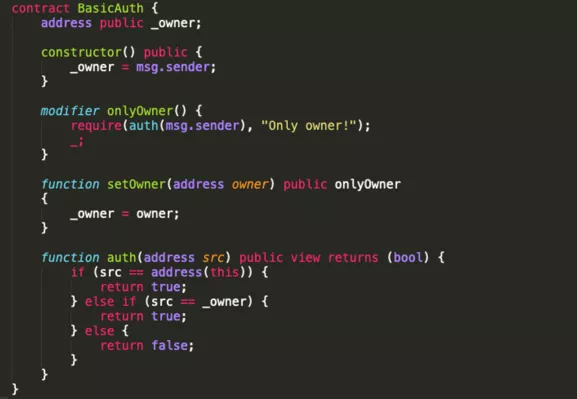 contract BasicAuth {
address public _owner;
constructor() public {
_owner = msg.sender;
}
modifier onlyOwner() {
require(auth(msg.sender), "Only owner!");
_;
}
function setOwner(address owner) public onlyOwner
{
_owner = owner;
}
function auth(address src) public view returns (bool) {
if (src == address(this)) {
return true;
} else if (src == _owner) {
return true;
} else {
return false;
}
}
}